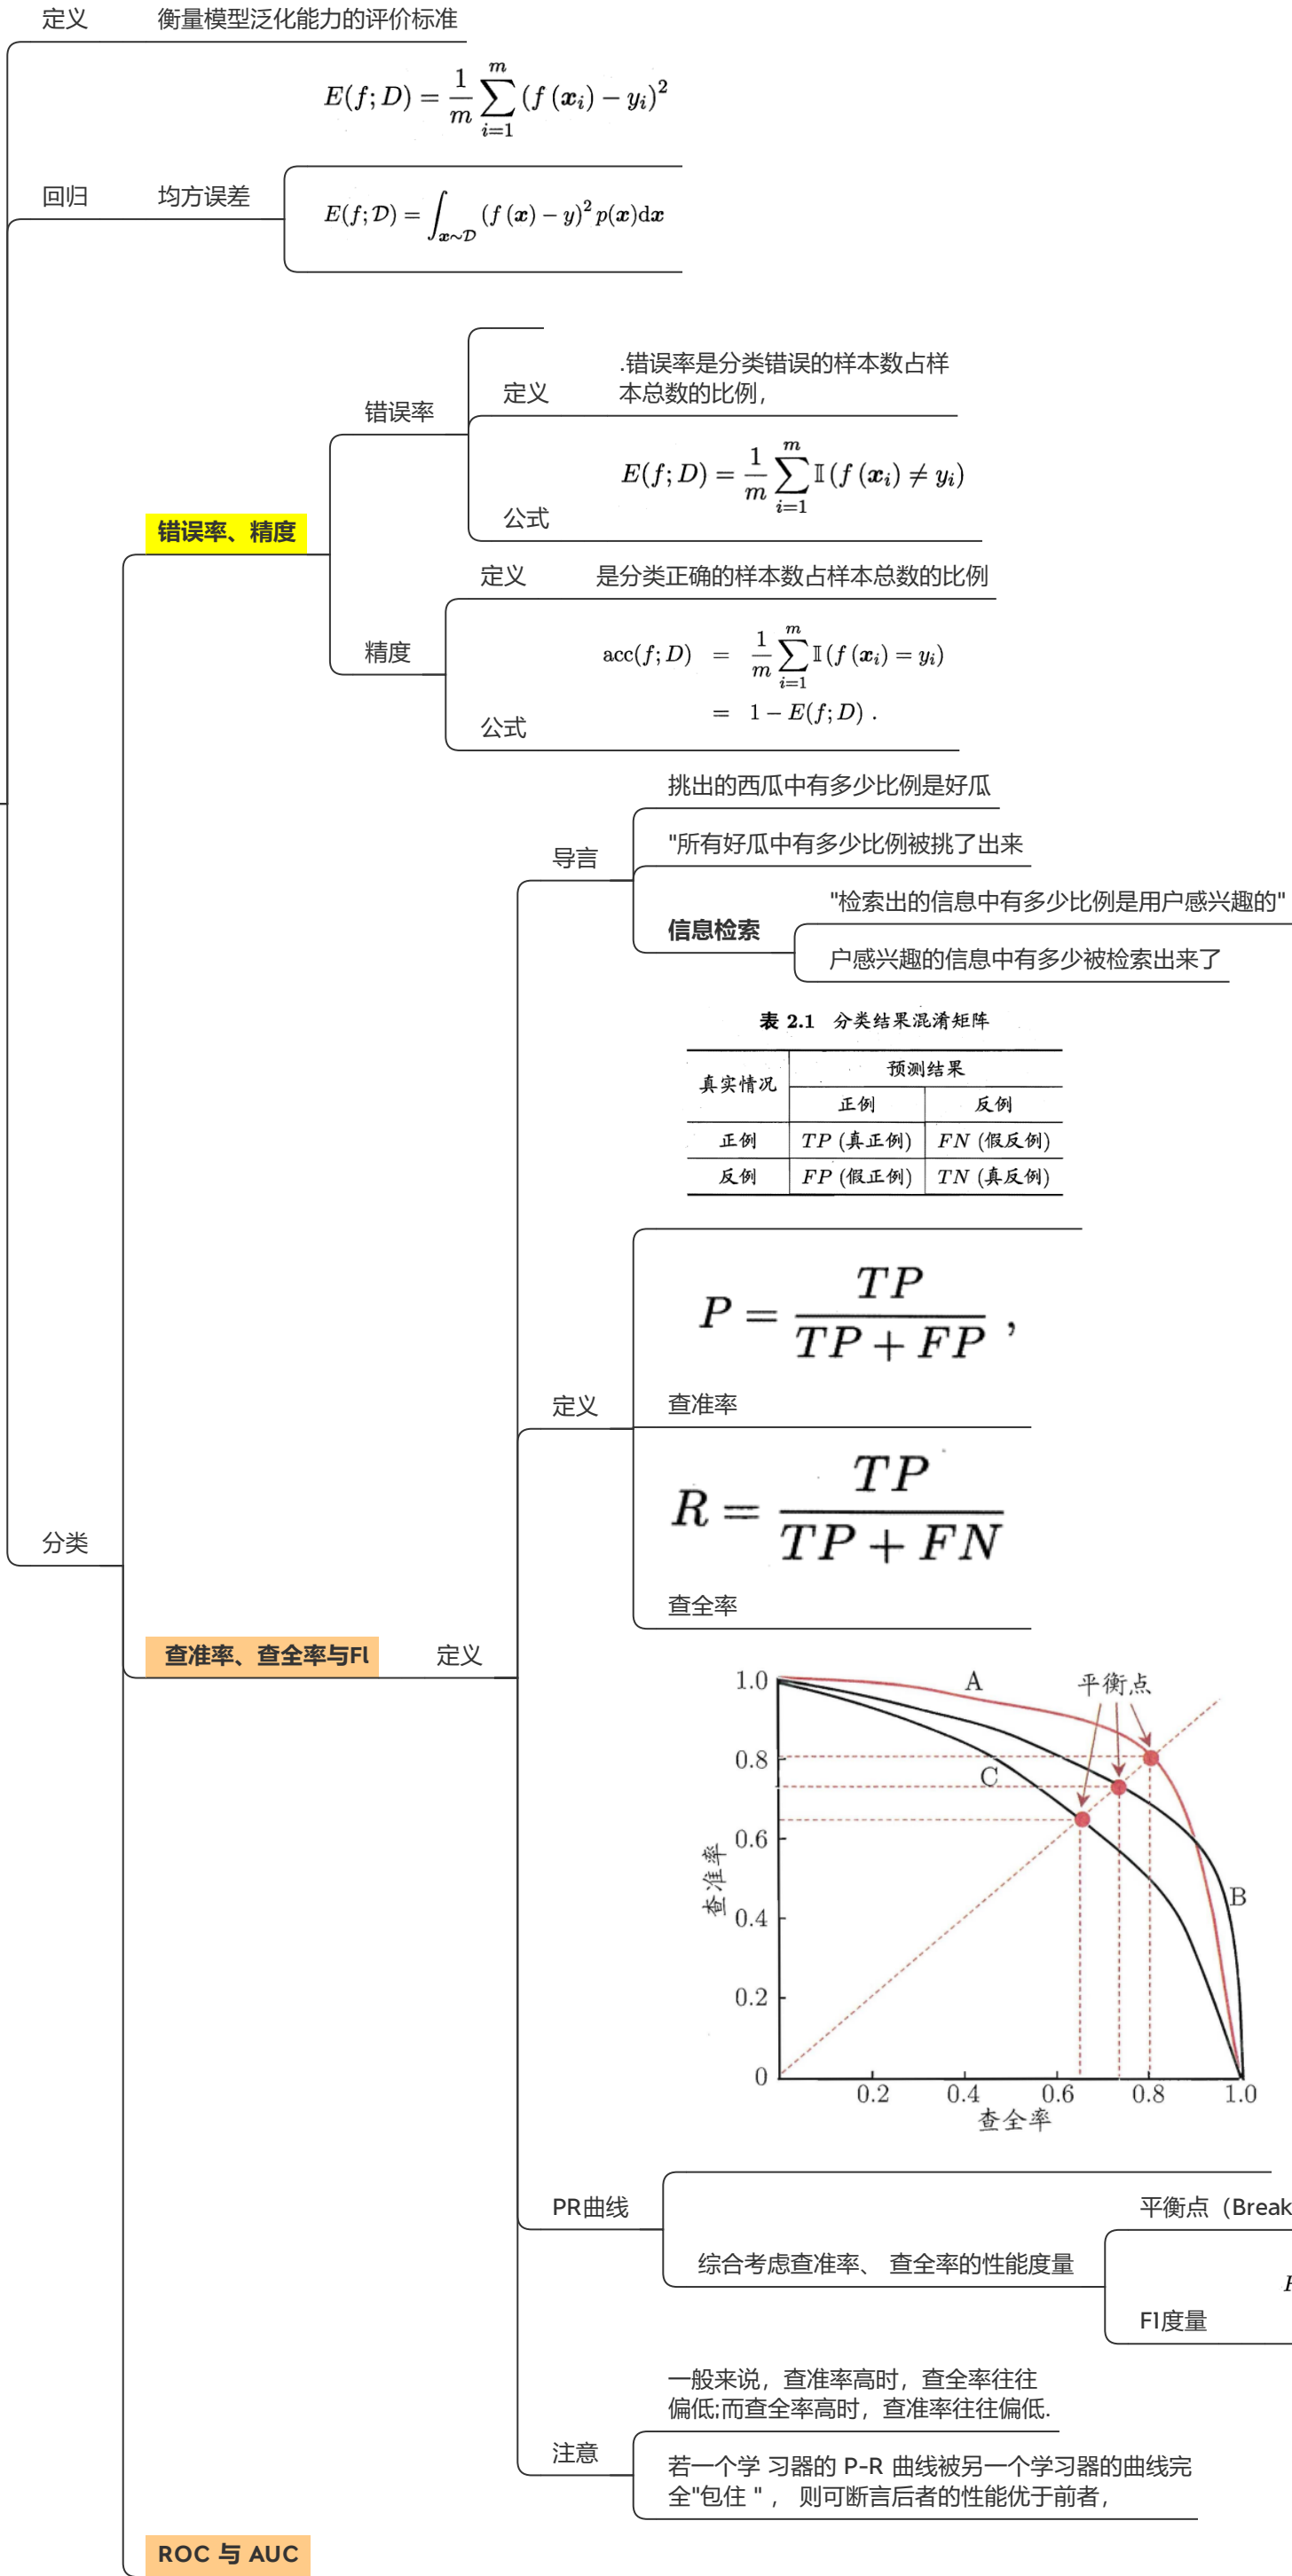 定义 衡量模型泛化能力的评价标准
E(f;D) = \frac{1}{m} \sum_{i=1}^{m} (f(x_i) − y_i)^2
回归 均方误差
E(f;\mathcal{D}) = \int_{x∼\mathcal{D}} (f(x) − y)^2 p(x)dx
错误率、精度
错误率
定义
.错误率是分类错误的样本数占样
本总数的比例，
E(f;D) = \frac{1}{m} \sum_{i=1}^{m} 𝕀(f(x_i) ≠ y_i)
公式
精度
定义 是分类正确的样本数占样本总数的比例
acc(f;D) = \frac{1}{m} \sum_{i=1}^{m} 𝕀(f(x_i) = y_i)
= 1 − E(f;D) .
公式
分类
查准率、查全率与Fl
定义
导言
挑出的西瓜中有多少比例是好瓜
"所有好瓜中有多少比例被挑了出来
信息检索
"检索出的信息中有多少比例是用户感兴趣的"
户感兴趣的信息中有多少被检索出来了
表 2.1 分类结果混淆矩阵
真实情况 预测结果
正例 反例
正例 TP (真正例) FN (假反例)
反例 FP (假正例) TN (真反例)
定义
P = \frac{TP}{TP + FP} ,
查准率
R = \frac{TP}{TP + FN}
查全率
平衡点
A
C
B
1.0
0.8
0.6
0.4
0.2
0
查准率
0.2 0.4 0.6 0.8 1.0
查全率
PR曲线
平衡点（Break
综合考虑查准率、 查全率的性能度量
F1度量
注意
一般来说，查准率高时，查全率往往
偏低;而查全率高时，查准率往往偏低.
若一个学 习器的 P-R 曲线被另一个学习器的曲线完
全"包住 " ， 则可断言后者的性能优于前者，
ROC 与 AUC